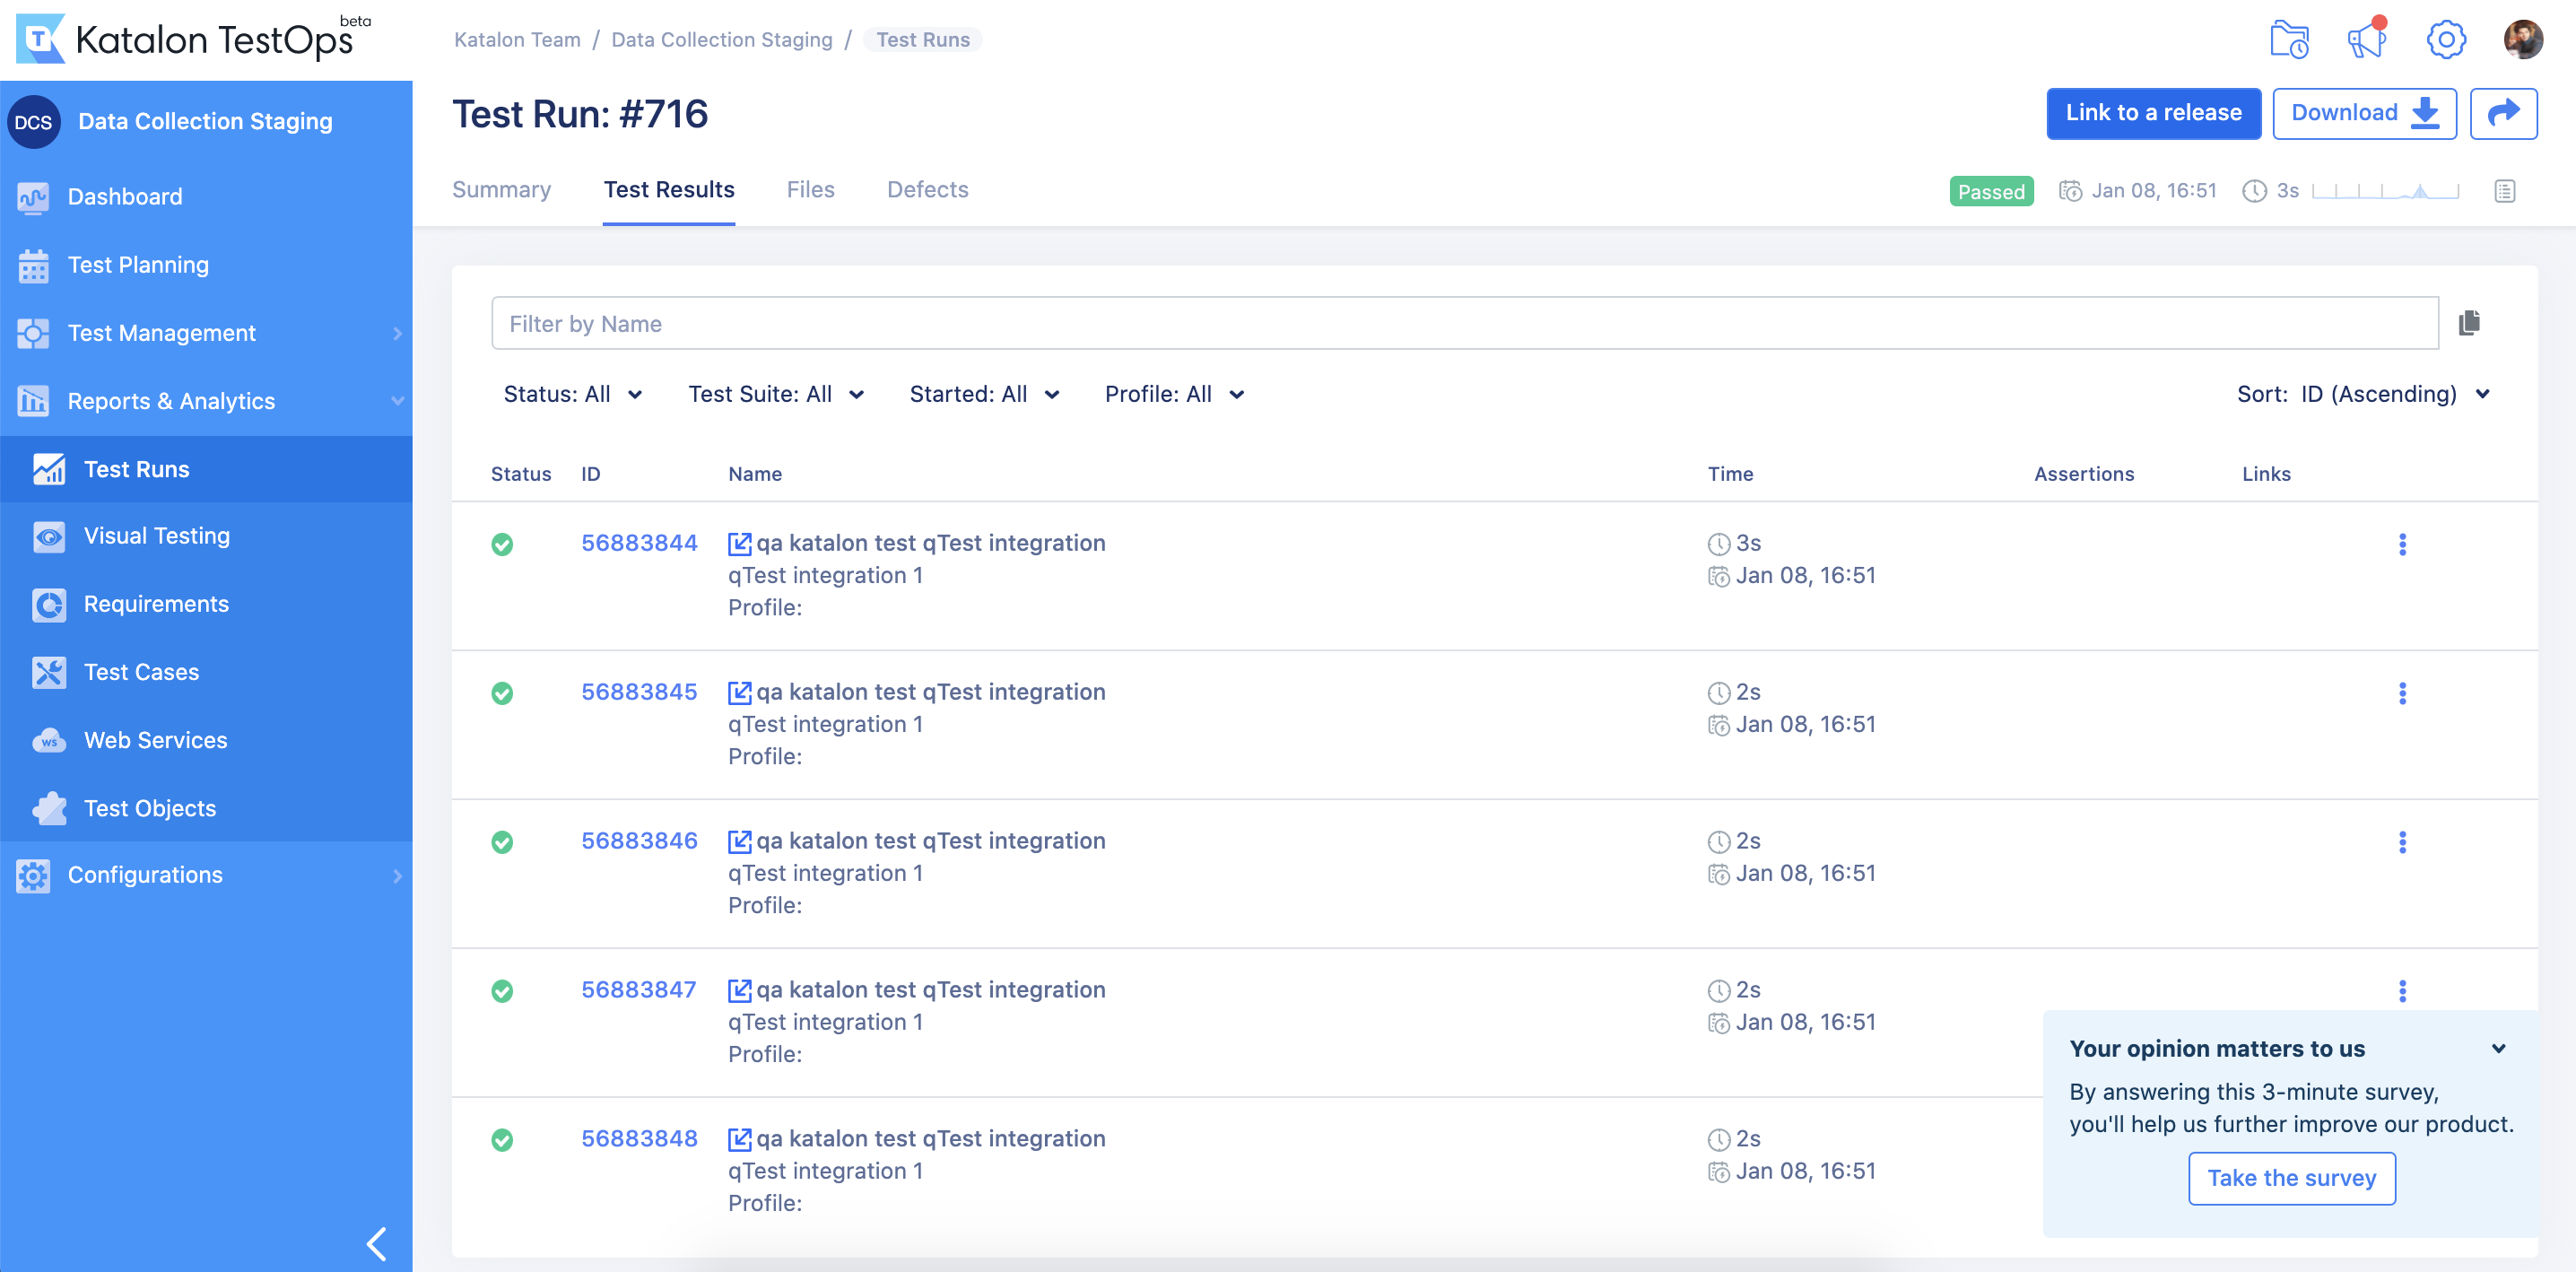 T Katalon TestOps beta
Katalon Team / Data Collection Staging / Test Runs
DCS Data Collection Staging
Dashboard
Test Planning
Test Management
Reports & Analytics
Test Runs
Visual Testing
Requirements
Test Cases
WS Web Services
Test Objects
Configurations
Test Run: #716
Link to a release
Download
Summary Test Results Files Defects
Passed Jan 08, 16:51 3s
Filter by Name
Status: All Test Suite: All Started: All Profile: All Sort: ID (Ascending)
Status ID Name Time Assertions Links
56883844 qa katalon test qTest integration 3s
qTest integration 1 Jan 08, 16:51
Profile:
56883845 qa katalon test qTest integration 2s
qTest integration 1 Jan 08, 16:51
Profile:
56883846 qa katalon test qTest integration 2s
qTest integration 1 Jan 08, 16:51
Profile:
56883847 qa katalon test qTest integration 2s
qTest integration 1 Jan 08, 16:51
Profile:
56883848 qa katalon test qTest integration 2s
qTest integration 1 Jan 08, 16:51
Profile:
Your opinion matters to us
By answering this 3-minute survey,
you'll help us further improve our product.
Take the survey